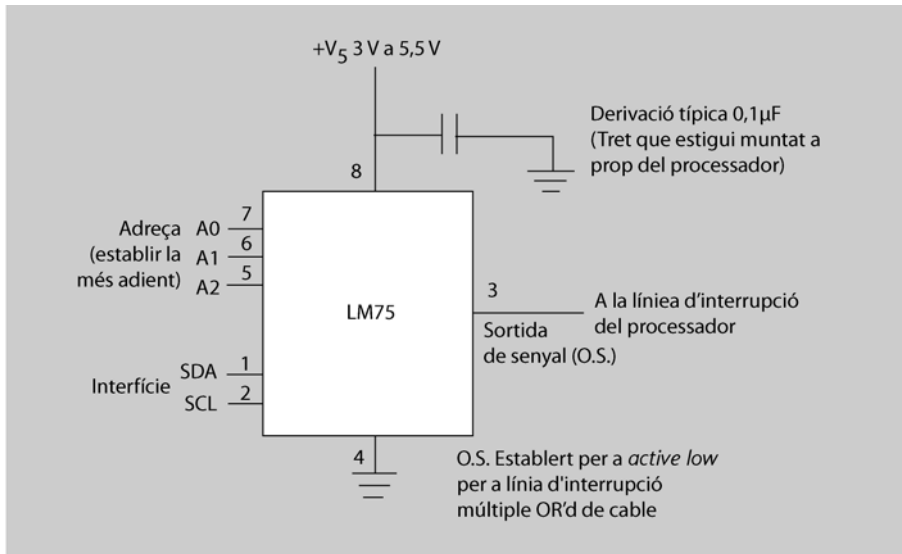 +V5 3 V a 5,5 V
Derivació típica 0,1µF
(Tret que estigui muntat a
prop del processador)
8
Adreça
(establir la
més adient)
A0 7
A1 6
A2 5
LM75
3
A la líniea d'interrupció
del processador
Sortida
de senyal (O.S.)
Interfície
SDA 1
SCL 2
4
O.S. Establert per a active low
per a línia d'interrupció
múltiple OR'd de cable